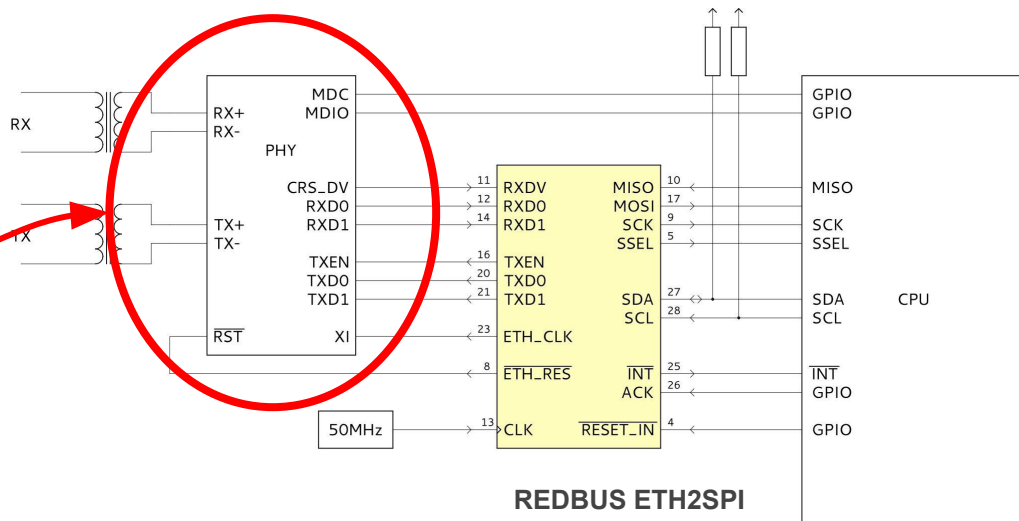 RX
TX
RX+
RX-
PHY
TX+
TX-
RST
MDC
MDIO
CRS_DV
RXD0
RXD1
TXEN
TXD0
TXD1
XI
50MHz
11 RXDV
12 RXD0
14 RXD1
16 TXEN
20 TXD0
21 TXD1
23 ETH_CLK
8 ETH_RES
13 CLK
MISO 10
MOSI 17
SCK 9
SSEL 5
SDA 27
SCL 28
INT 25
ACK 26
RESET_IN 4
GPIO
GPIO
MISO
SCK
SSEL
SDA
CPU
SCL
INT
GPIO
GPIO
REDBUS ETH2SPI